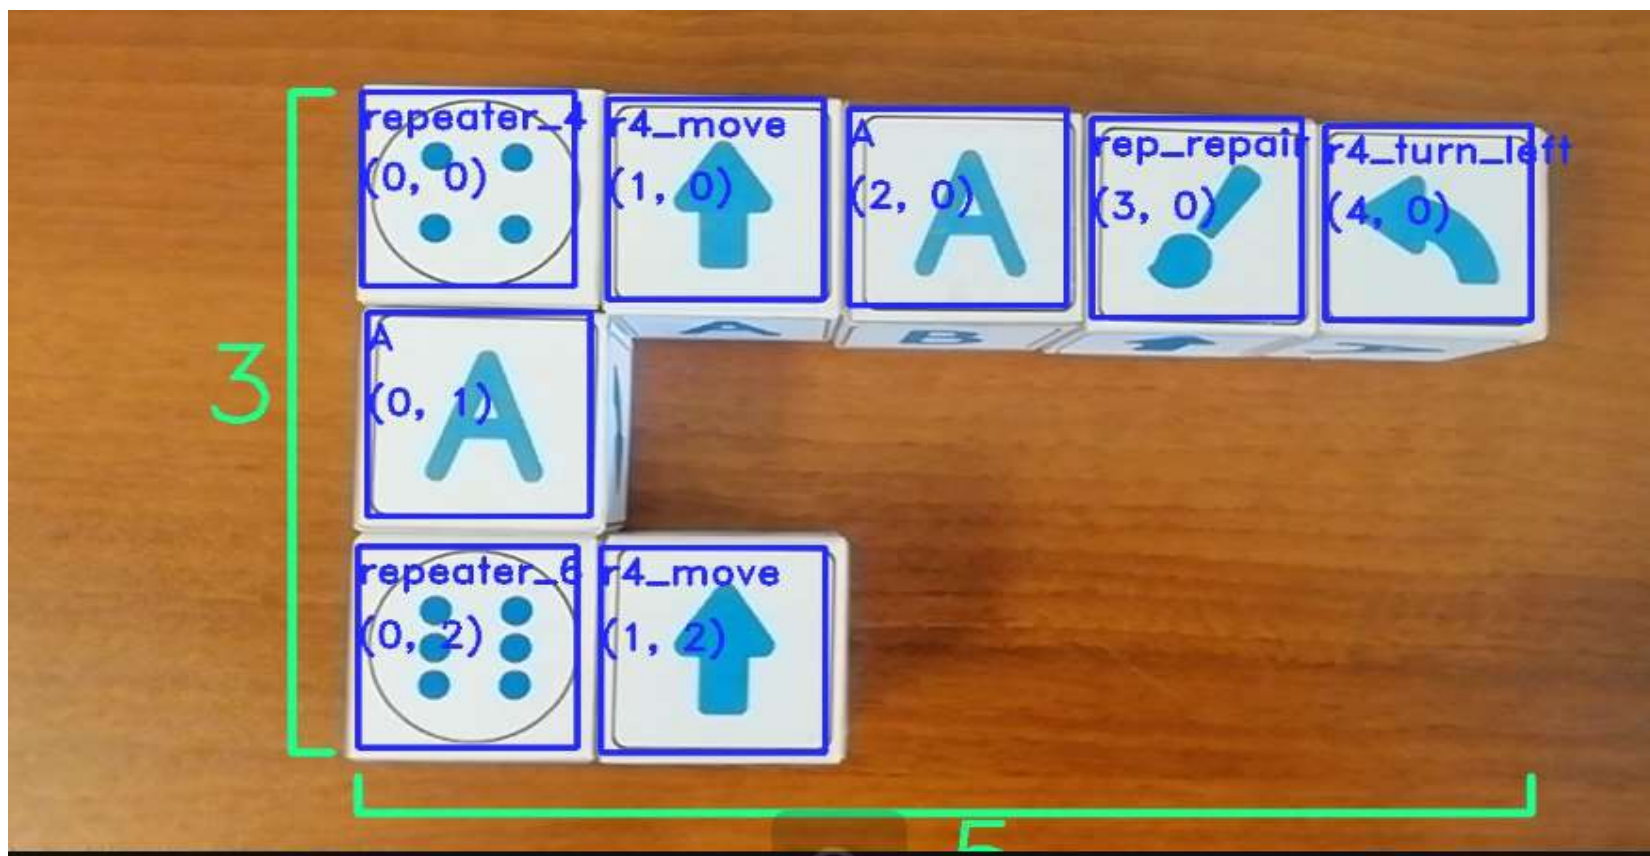 repeater_4 r4_move A rep_repair r4_turn_left
(0, 0) (1, 0) (2, 0) (3, 0) (4, 0)
A A
A B
A
(0, 1)
A
3
repeater_6 r4_move
(0, 2) (1, 2)
5